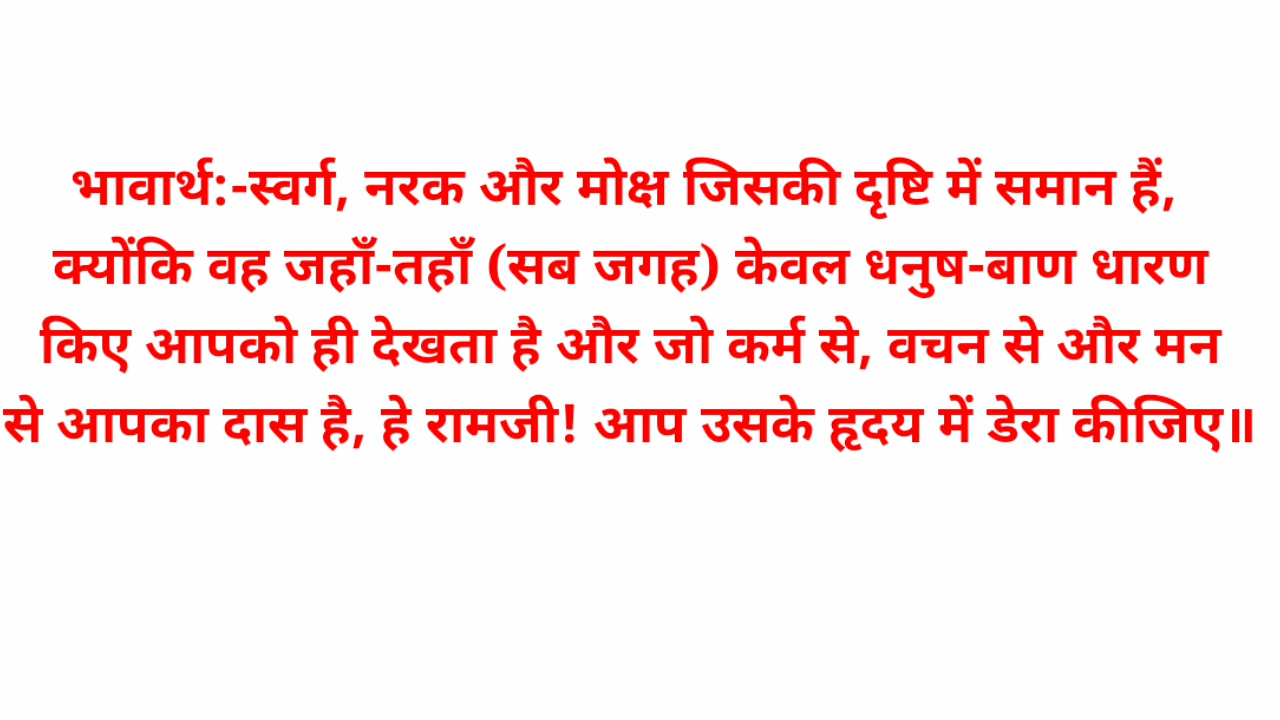 भावार्थ:-स्वर्ग, नरक और मोक्ष जिसकी दृष्टि में समान हैं,
क्योंकि वह जहाँ-तहाँ (सब जगह) केवल धनुष-बाण धारण
किए आपको ही देखता है और जो कर्म से, वचन से और मन
से आपका दास है, हे रामजी! आप उसके हृदय में डेरा कीजिए॥